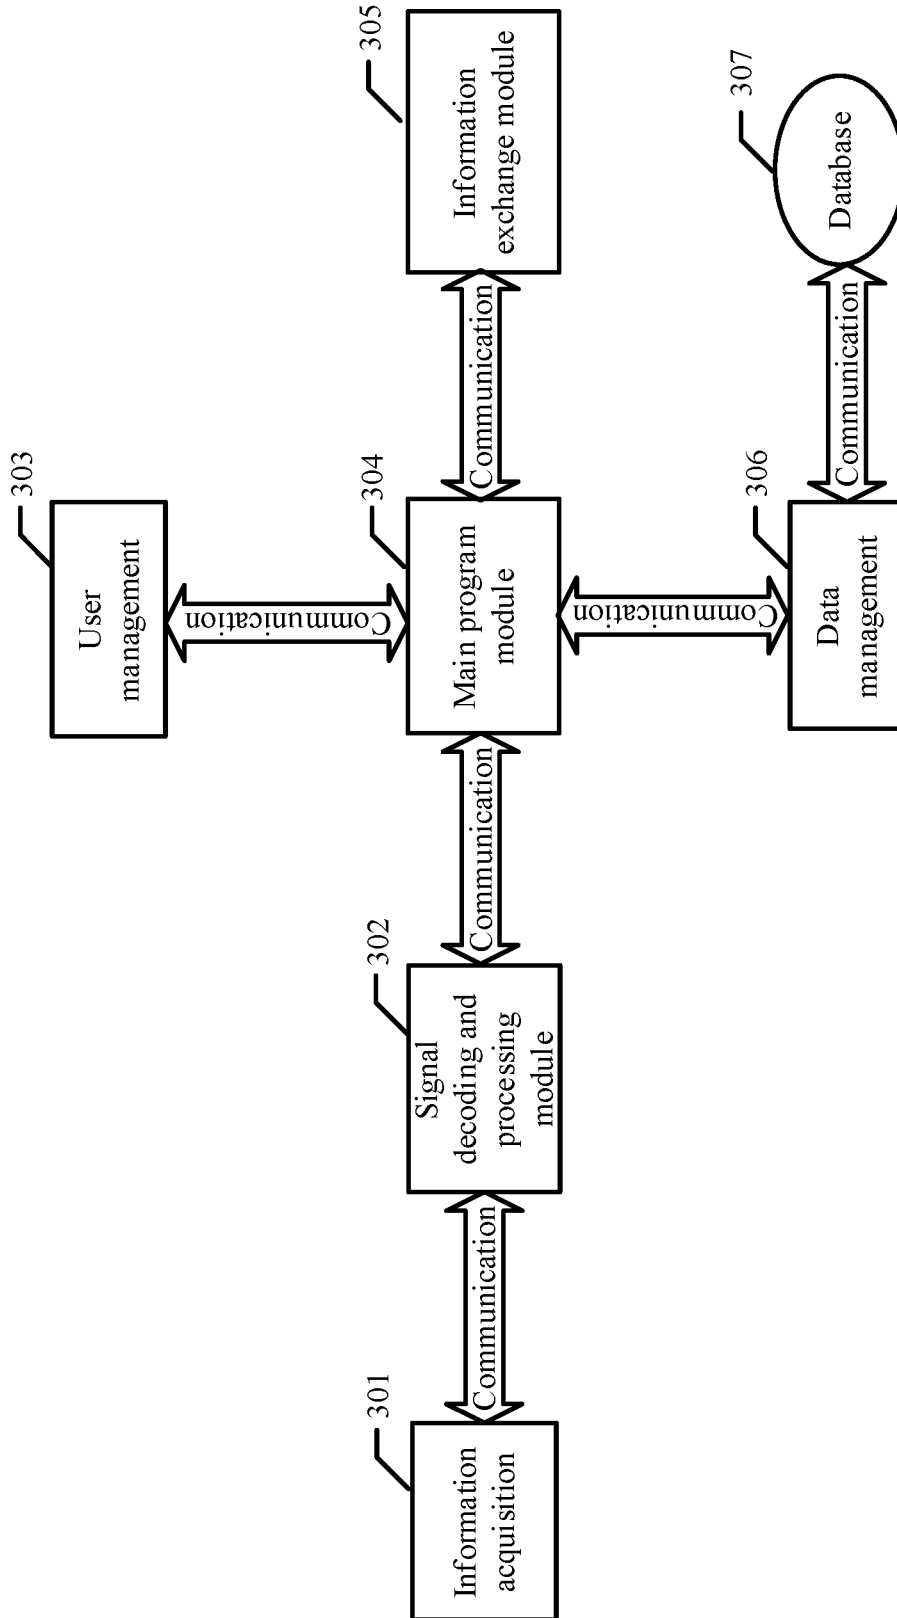 303
User
management
Communication
301
Information
acquisition
Communication
302
Signal
decoding and
processing
module
Communication
304
Main program
module
Communication
305
Information
exchange module
Communication
306
Data
management
Communication
307
Database